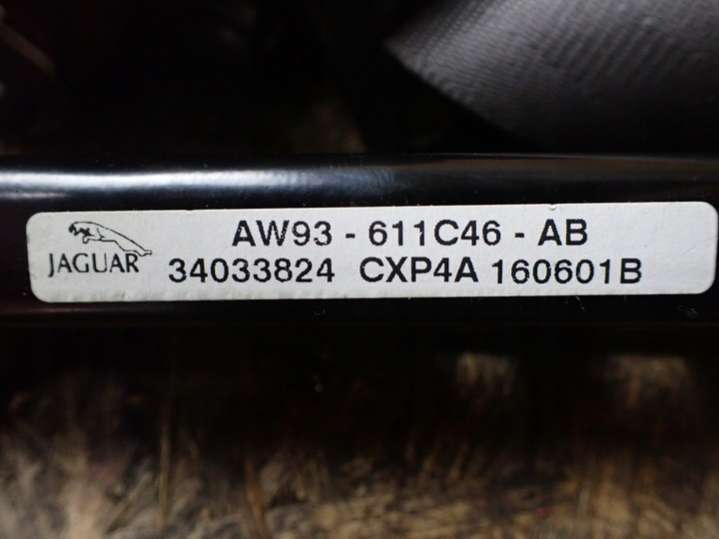 AW93 - 611C46 - AB
JAGUAR 34033824 CXP4A 160601B